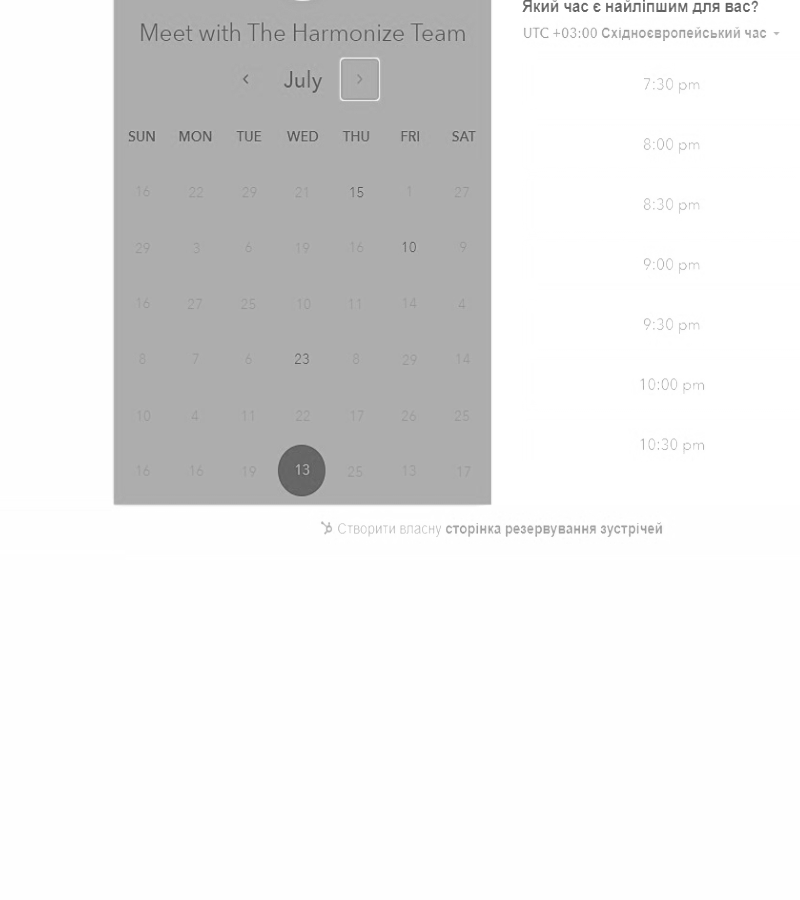 Meet with The Harmonize Team
July
SUN MON TUE WED THU FRI SAT
16 22 29 21 15 1 27
29 3 6 19 16 10 9
16 27 25 10 11 14 4
8 7 6 23 8 29 14
10 4 11 22 17 26 25
16 16 19 13 25 13 17
Який час є найліпшим для вас?
UTC +03:00 Східноєвропейський час
7:30 pm
8:00 pm
8:30 pm
9:00 pm
9:30 pm
10:00 pm
10:30 pm
Створити власну сторінка резервування зустрічей